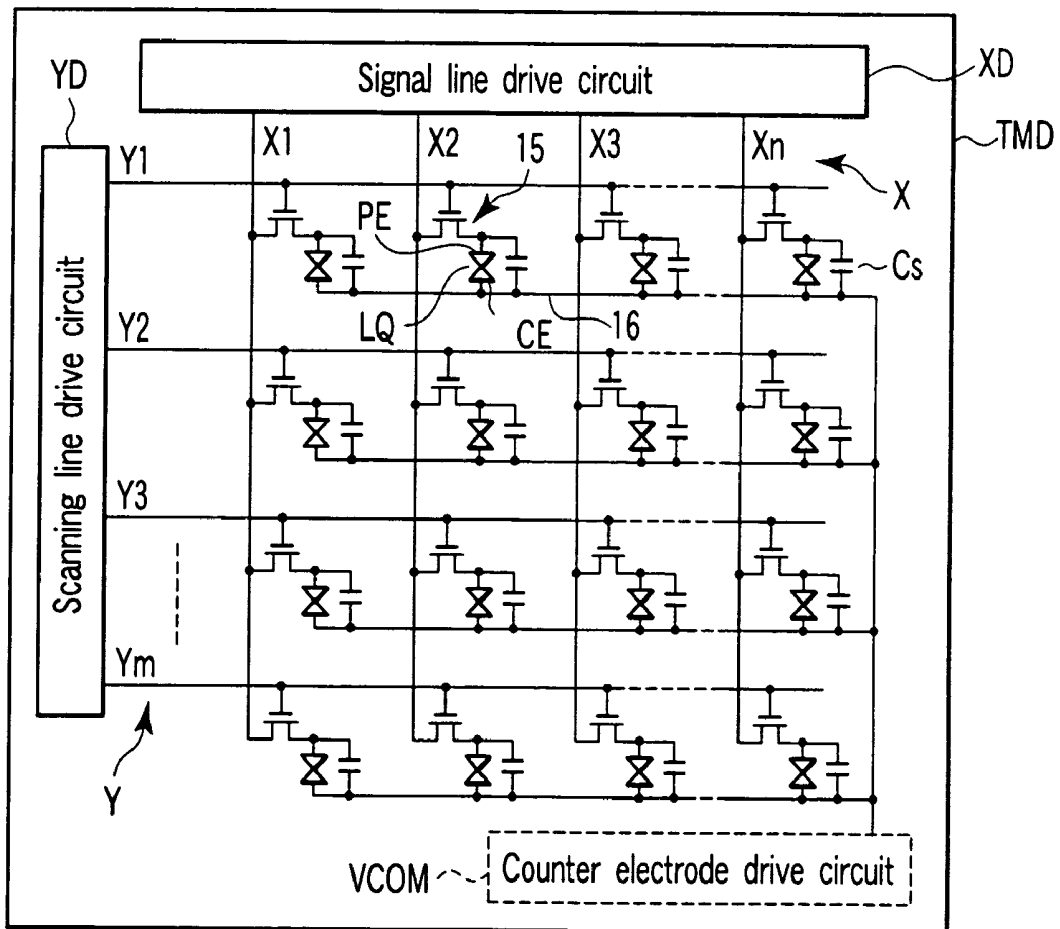 YD
Signal line drive circuit
XD
TMD
X1
X2
X3
Xn
15
X
Y1
PE
Cs
LQ
CE
16
Scanning line drive circuit
Y2
Y3
Ym
Y
VCOM
Counter electrode drive circuit